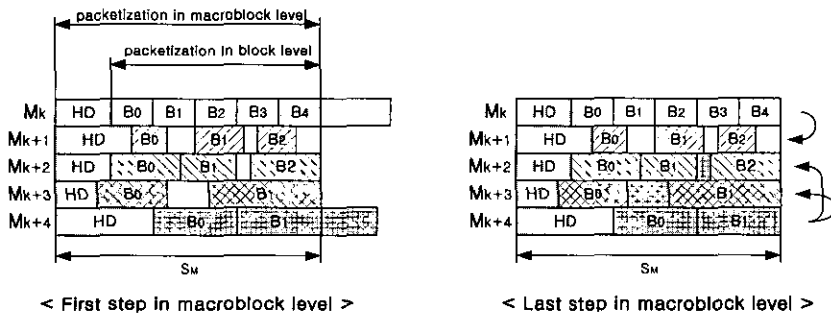 packetization in macroblock level
packetization in block level
Mk HD B0 B1 B2 B3 B4
Mk+1 HD B0 B1 B2
Mk+2 HD B0 B1 B2
Mk+3 HD B0 B1
Mk+4 HD B0 B1
SM
< First step in macroblock level >
Mk HD B0 B1 B2 B3 B4
Mk+1 HD B0 B1 B2
Mk+2 HD B0 B1 B2
Mk+3 HD B0 B1
Mk+4 HD B0 B1
SM
< Last step in macroblock level >